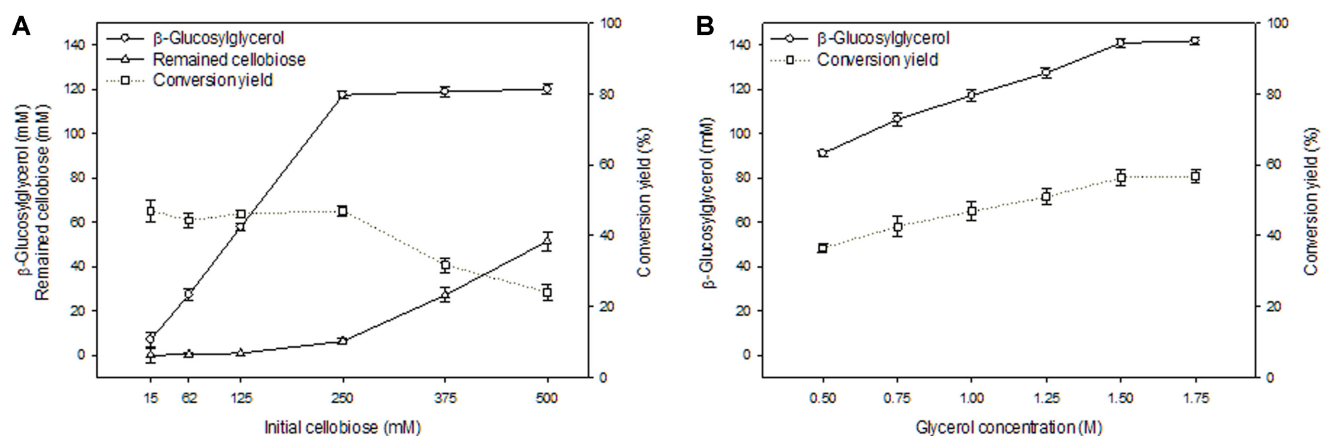 A
β-Glucosylglycerol
Remained cellobiose
Conversion yield
β-Glucosylglycerol (mM)
Remained cellobiose (mM)
140
120
100
80
60
40
20
0
100
80
60
40
20
0
Conversion yield (%)
15 62 125 250 375 500
Initial cellobiose (mM)
B
β-Glucosylglycerol
Conversion yield
β-Glucosylglycerol (mM)
140
120
100
80
60
40
20
0
100
80
60
40
20
0
Conversion yield (%)
0.50 0.75 1.00 1.25 1.50 1.75
Glycerol concentration (M)